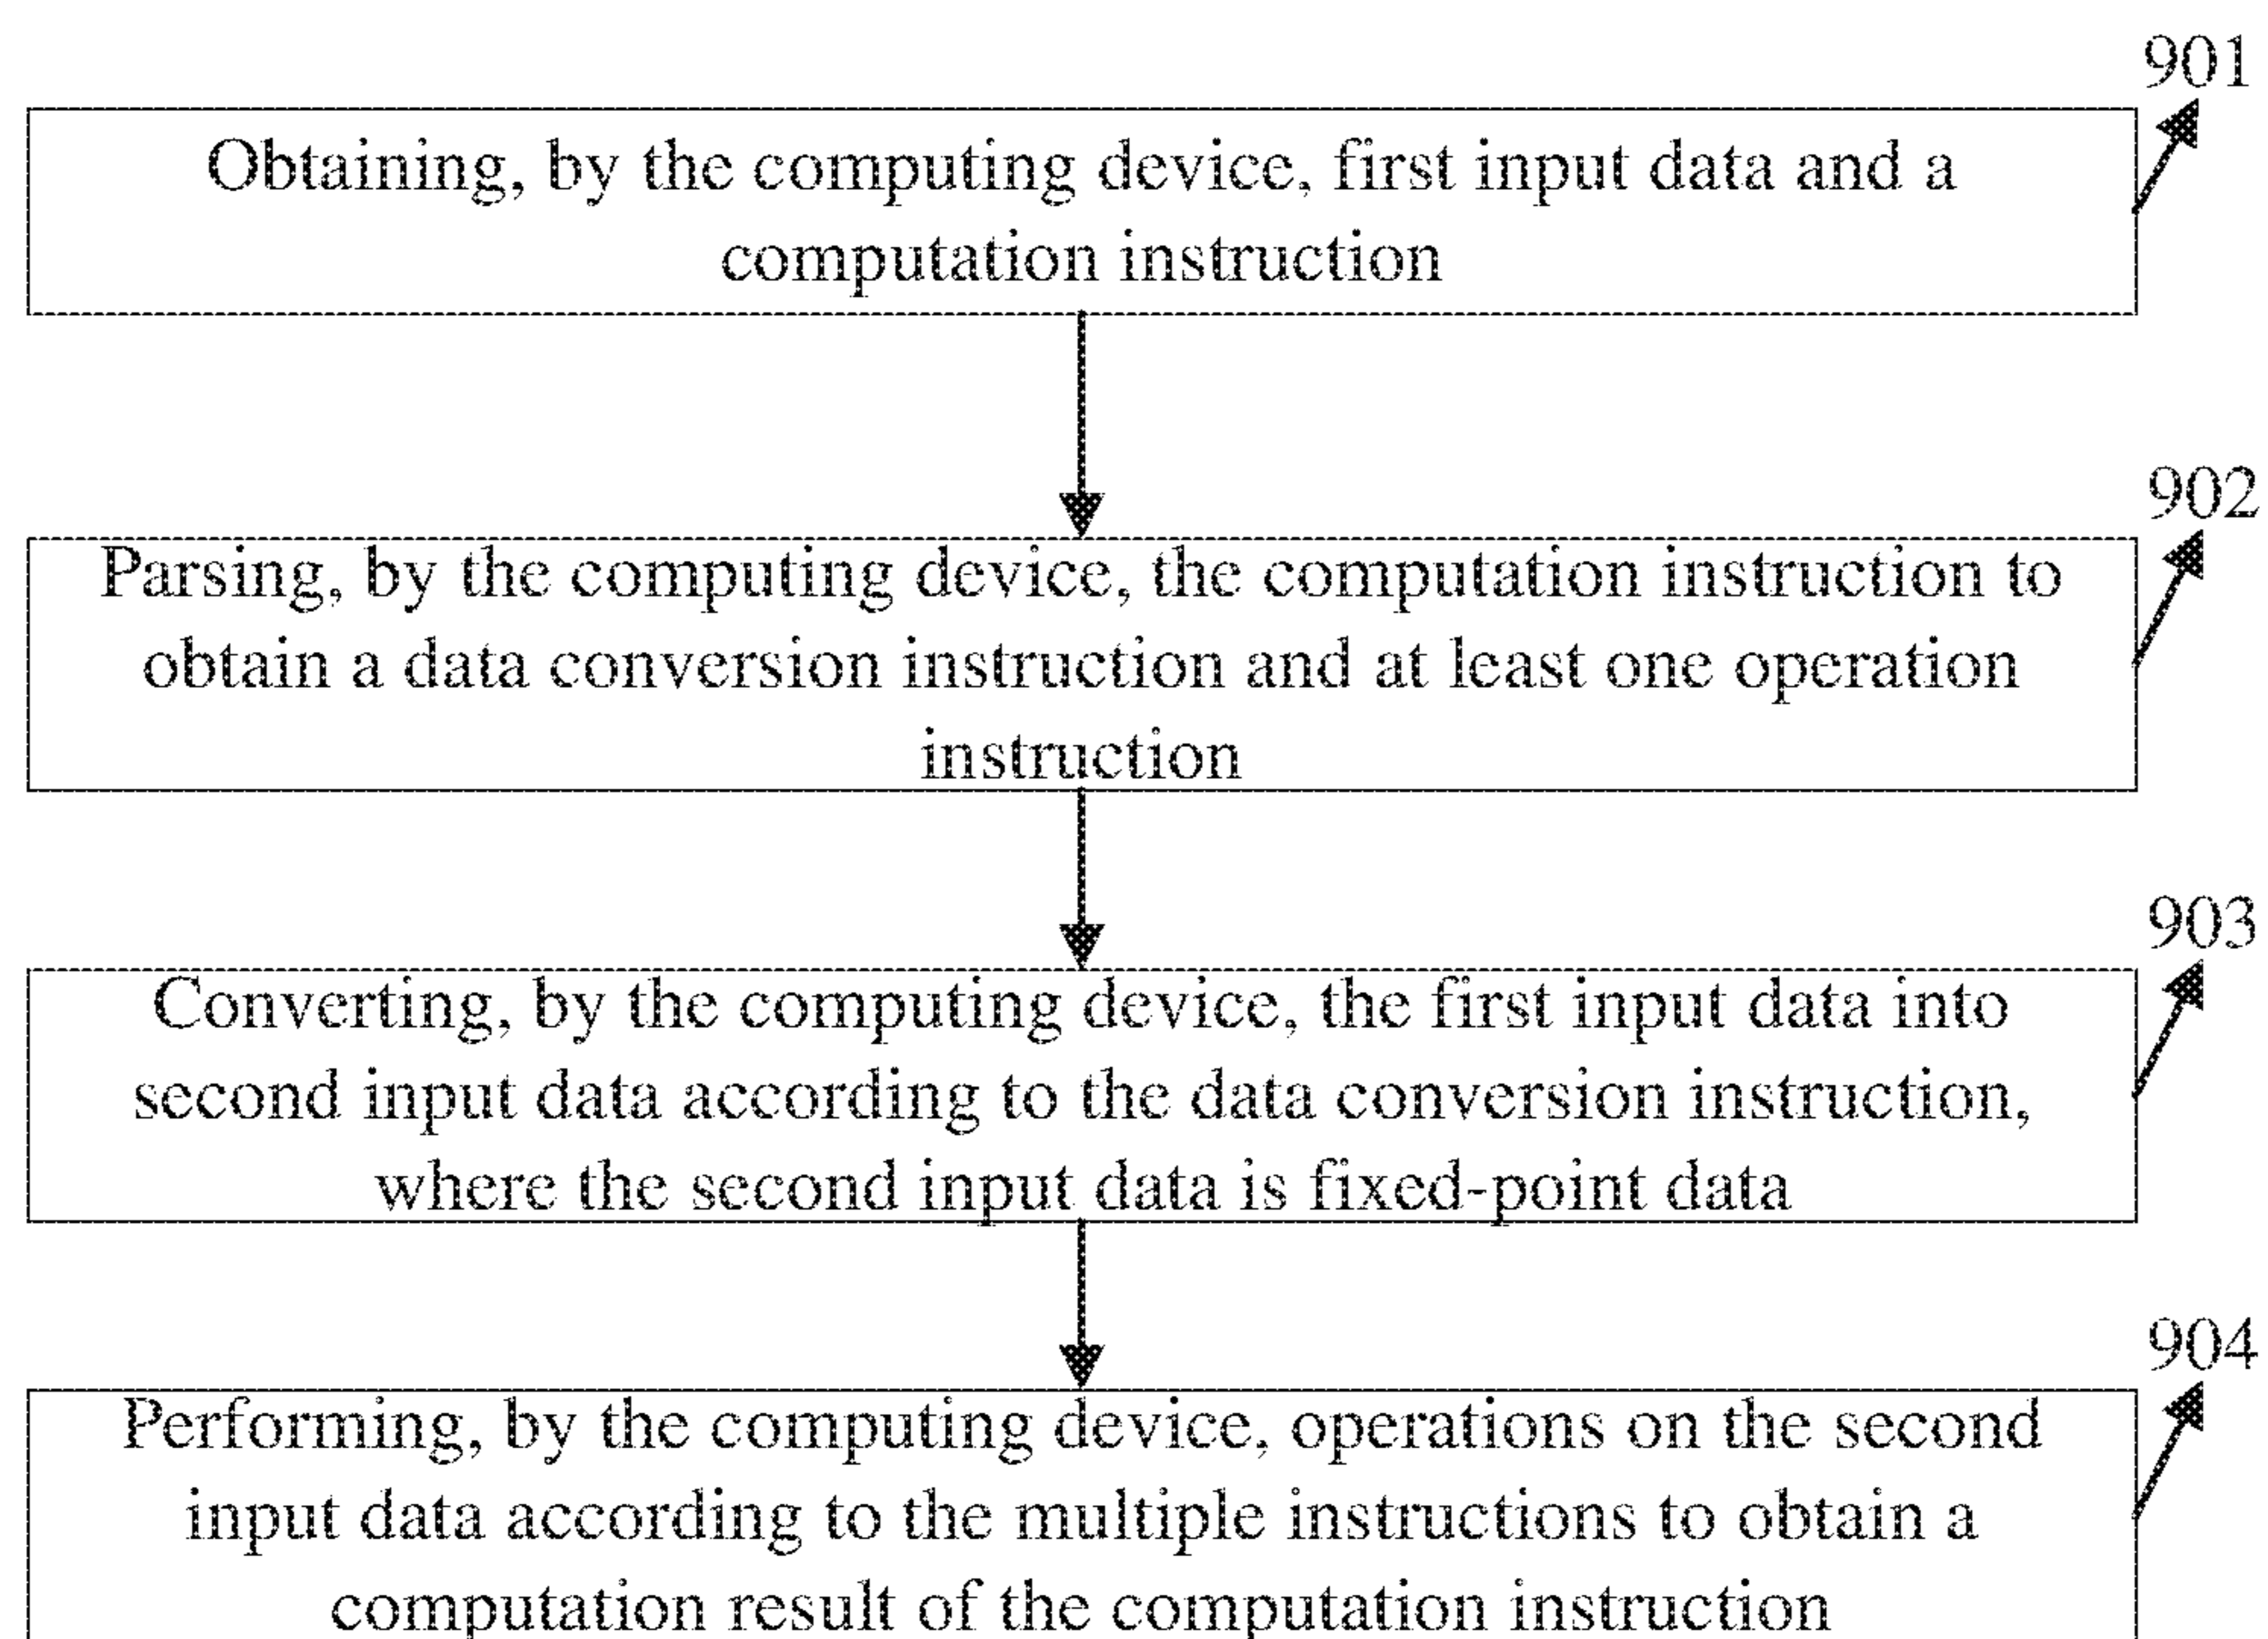 901
Obtaining, by the computing device, first input data and a
computation instruction
902
Parsing, by the computing device, the computation instruction to
obtain a data conversion instruction and at least one operation
instruction
903
Converting, by the computing device, the first input data into
second input data according to the data conversion instruction,
where the second input data is fixed-point data
904
Performing, by the computing device, operations on the second
input data according to the multiple instructions to obtain a
computation result of the computation instruction